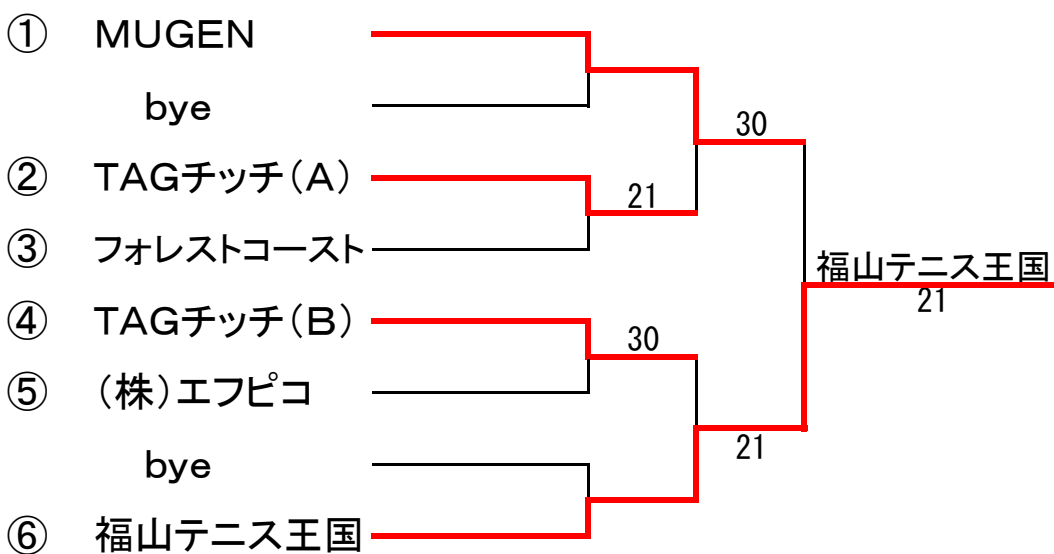 ① MUGEN
bye
30
② TAGチッチ(A)
21
③ フォレストコースト
福山テニス王国
21
④ TAGチッチ(B)
30
⑤ (株)エフピコ
21
bye
⑥ 福山テニス王国